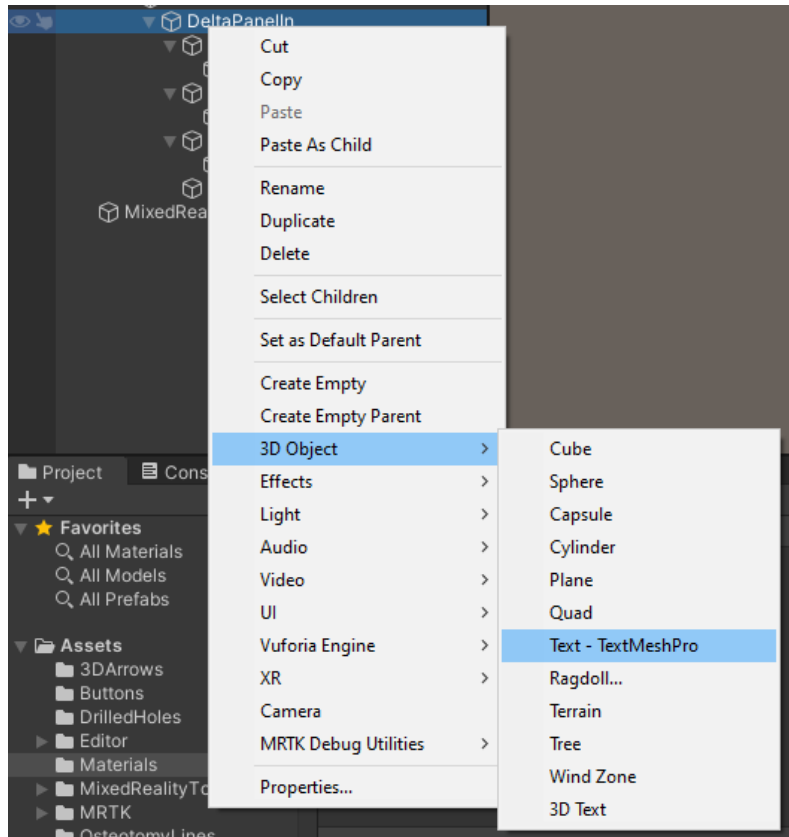 DeltaPanelIn
MixedRea
Cut
Copy
Paste
Paste As Child
Rename
Duplicate
Delete
Select Children
Set as Default Parent
Create Empty
Create Empty Parent
3D Object
Effects
Light
Audio
Video
UI
Vuforia Engine
XR
Camera
MRTK Debug Utilities
Properties...
Cube
Sphere
Capsule
Cylinder
Plane
Quad
Text - TextMeshPro
Ragdoll...
Terrain
Tree
Wind Zone
3D Text
Project
Cons
Favorites
All Materials
All Models
All Prefabs
Assets
3DArrows
Buttons
DrilledHoles
Editor
Materials
MixedRealityTo
MRTK
OsteotomyLines